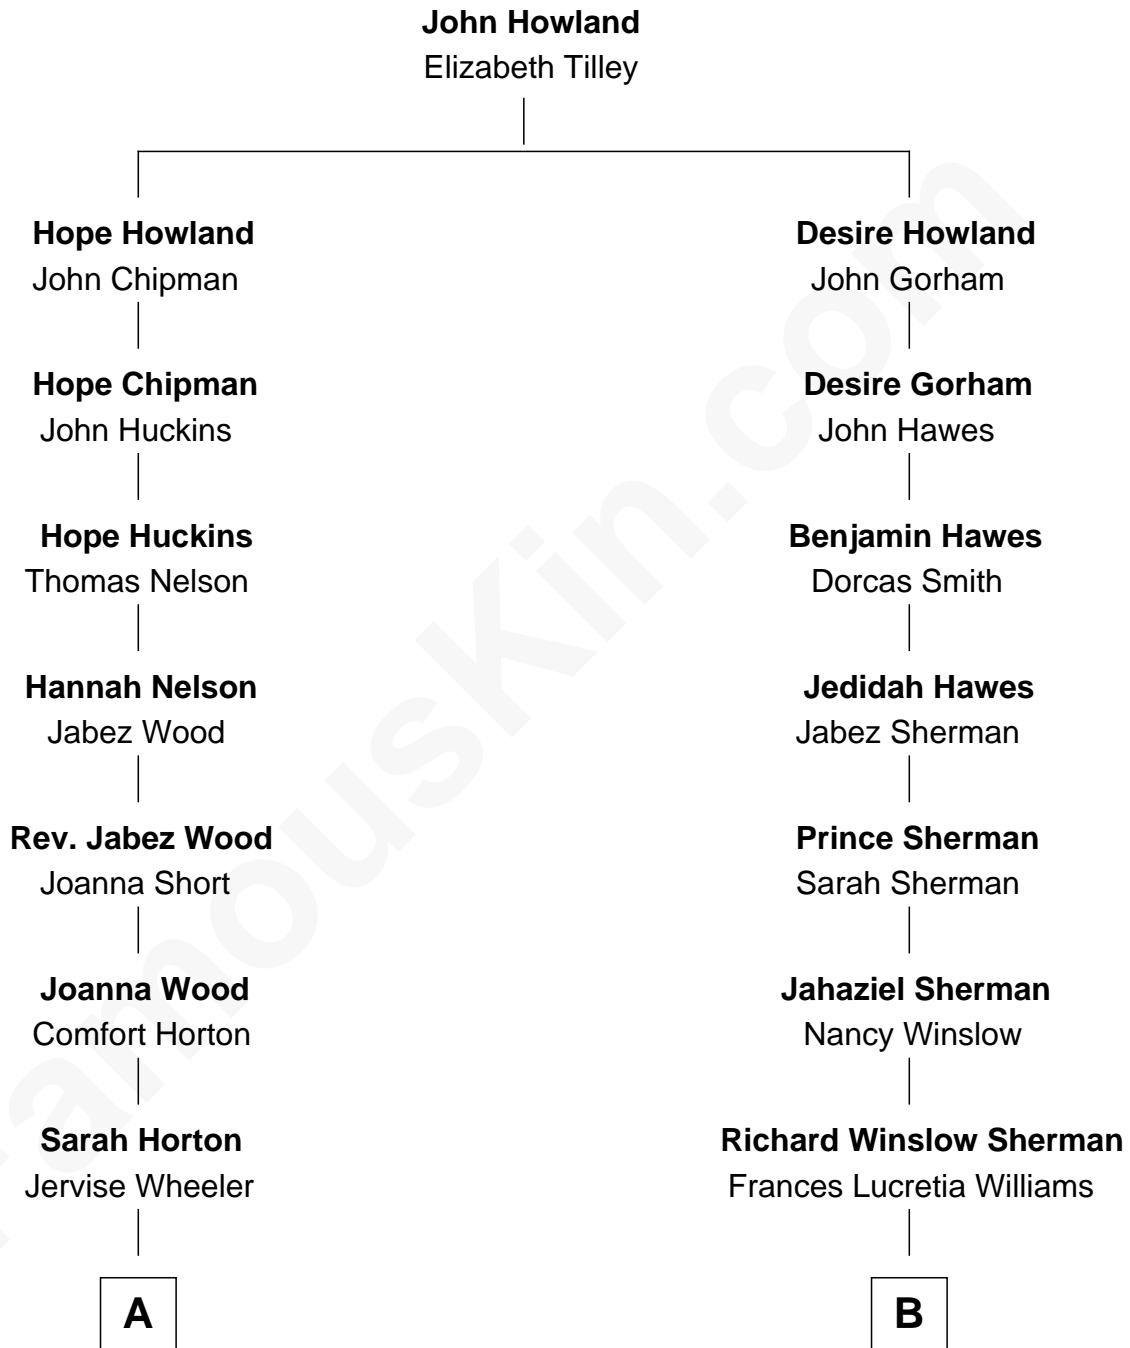 John Howland
Elizabeth Tilley
Hope Howland
John Chipman
Hope Chipman
John Huckins
Hope Huckins
Thomas Nelson
Hannah Nelson
Jabez Wood
Rev. Jabez Wood
Joanna Short
Joanna Wood
Comfort Horton
Sarah Horton
Jervise Wheeler
A
Desire Howland
John Gorham
Desire Gorham
John Hawes
Benjamin Hawes
Dorcas Smith
Jedidah Hawes
Jabez Sherman
Prince Sherman
Sarah Sherman
Jahaziel Sherman
Nancy Winslow
Richard Winslow Sherman
Frances Lucretia Williams
B
FamousKin.com